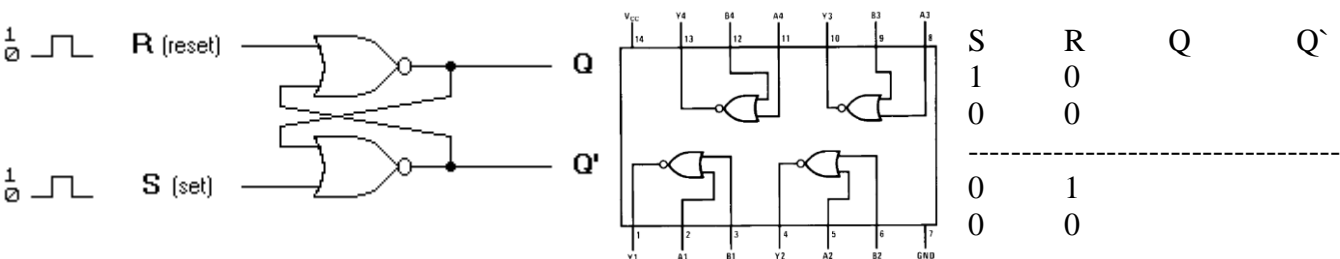 1
0
R (reset)
Q
1
0
S (set)
Q'
Vcc Y4 B4 A4 Y3 B3 A3
14 13 12 11 10 9 8
1 2 3 4 5 6 7
Y1 A1 B1 Y2 A2 B2 GND
S R Q Q`
1 0
0 0
--------------------------------------
0 1
0 0